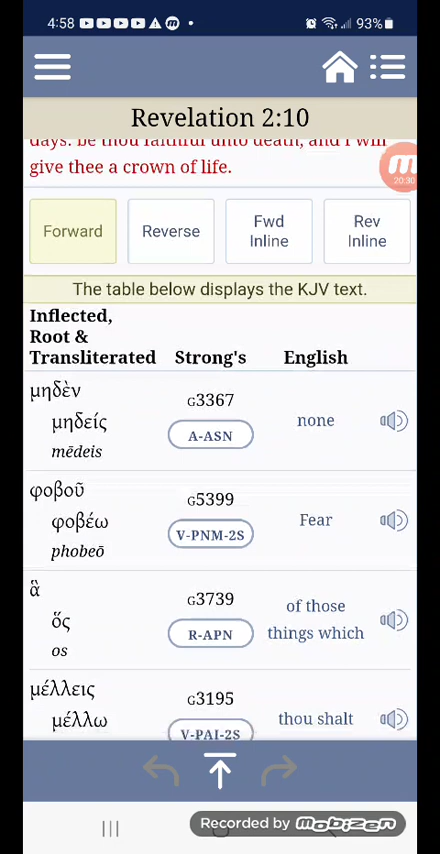 4:58 93%
Revelation 2:10
days: be thou faithful unto death, and I will
give thee a crown of life.
20:30
Forward Reverse Fwd Inline Rev Inline
The table below displays the KJV text.
Inflected,
Root &
Transliterated Strong's English
μηδὲν
G3367
μηδείς
none
A-ASN
mēdeis
φοβοῦ
G5399
φοβέω
Fear
V-PNM-2S
phobeō
ἃ
G3739
of those
ὅς
things which
R-APN
os
μέλλεις
G3195
μέλλω
thou shalt
V-PAI-2S
Recorded by mobizen